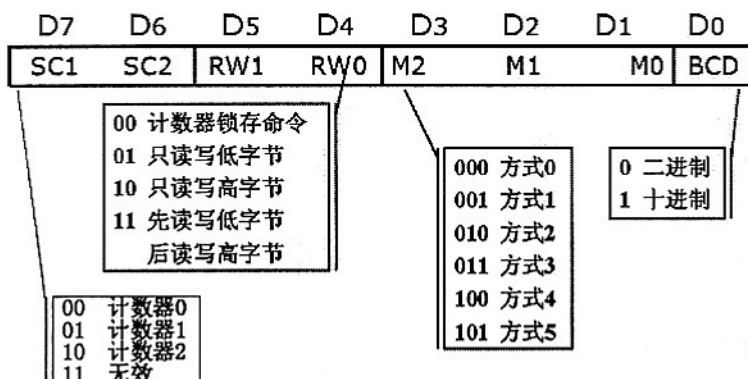 D7 D6 D5 D4 D3 D2 D1 D0
SC1 SC2 RW1 RW0 M2 M1 M0 BCD
00 计数器锁存命令
01 只读写低字节
10 只读写高字节
11 先读写低字节
后读写高字节
000 方式0
001 方式1
010 方式2
011 方式3
100 方式4
101 方式5
0 二进制
1 十进制
00 计数器0
01 计数器1
10 计数器2
11 无效